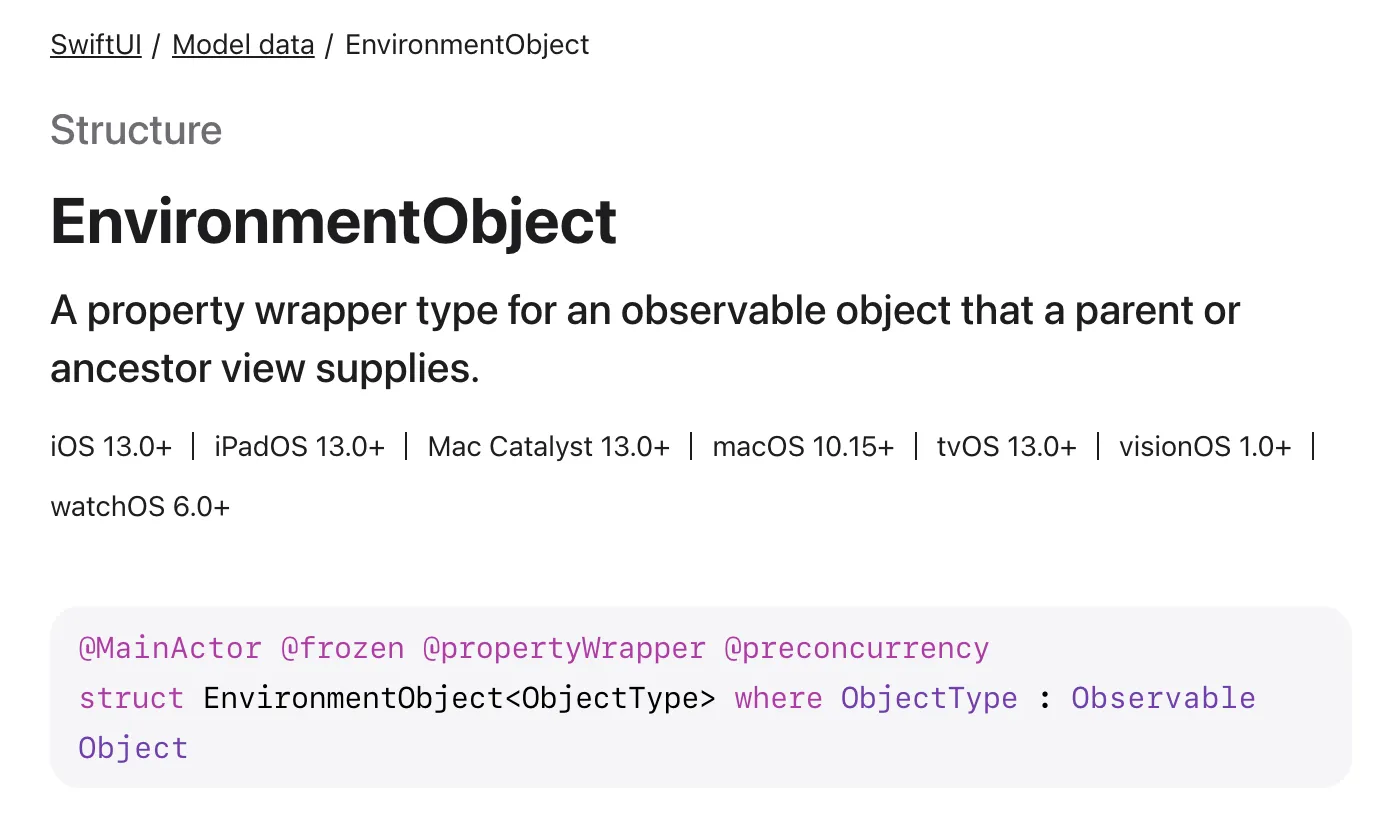 SwiftUI / Model data / EnvironmentObject
Structure
EnvironmentObject
A property wrapper type for an observable object that a parent or
ancestor view supplies.
iOS 13.0+ | iPadOS 13.0+ | Mac Catalyst 13.0+ | macOS 10.15+ | tvOS 13.0+ | visionOS 1.0+ |
watchOS 6.0+
@MainActor @frozen @propertyWrapper @preconcurrency
struct EnvironmentObject<ObjectType> where ObjectType : Observable
Object